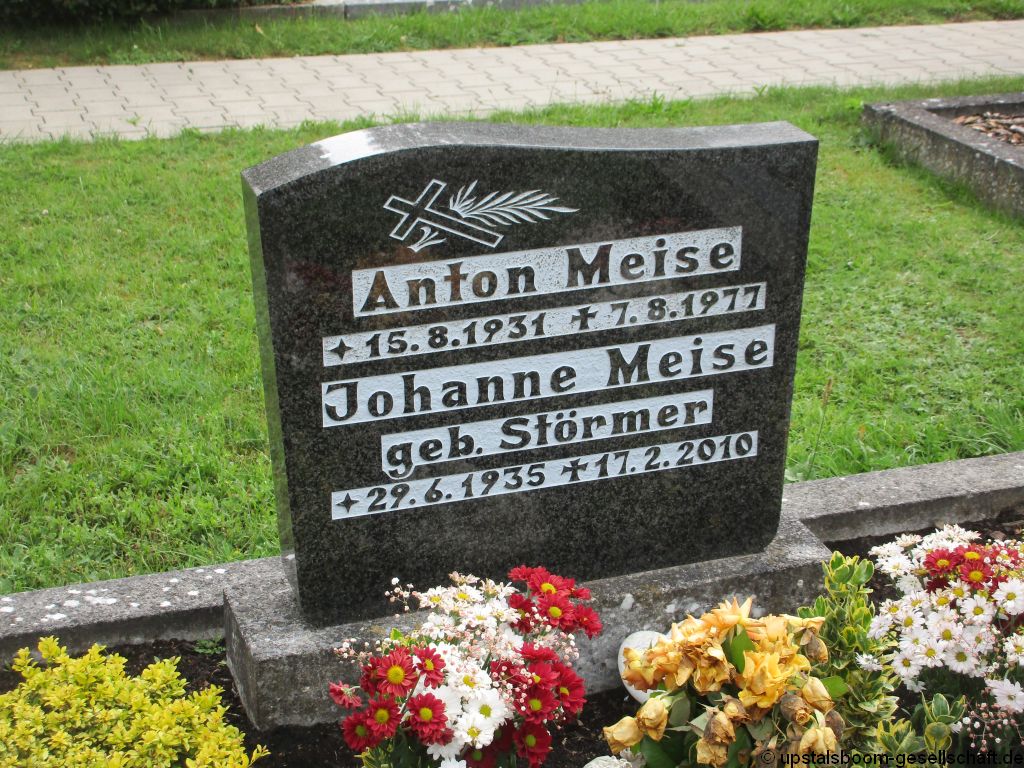 Anton Meise
✦ 15.8.1931 ✝ 7.8.1977
Johanne Meise
geb. Störmer
✦ 29.6.1935 ✝ 17.2.2010
© upstalsboom-gesellschaft.de